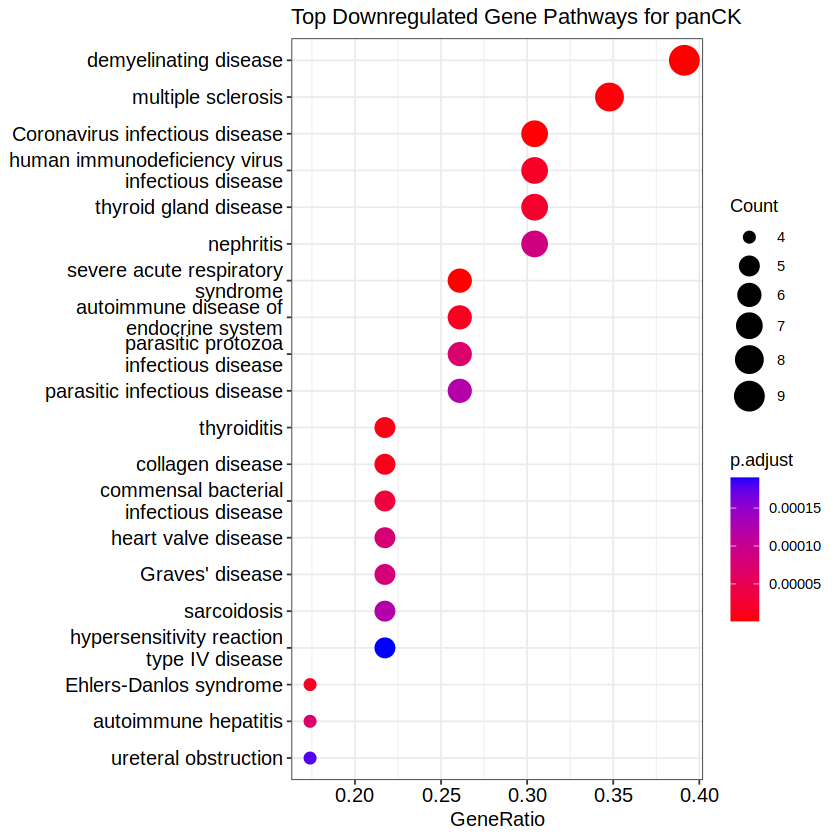 Top Downregulated Gene Pathways for panCK
demyelinating disease
multiple sclerosis
Coronavirus infectious disease
human immunodeficiency virus
infectious disease
thyroid gland disease
nephritis
severe acute respiratory
syndrome
autoimmune disease of
endocrine system
parasitic protozoa
infectious disease
parasitic infectious disease
thyroiditis
collagen disease
commensal bacterial
infectious disease
heart valve disease
Graves' disease
sarcoidosis
hypersensitivity reaction
type IV disease
Ehlers-Danlos syndrome
autoimmune hepatitis
ureteral obstruction
0.20 0.25 0.30 0.35 0.40
GeneRatio
Count
4
5
6
7
8
9
p.adjust
0.00015
0.00010
0.00005